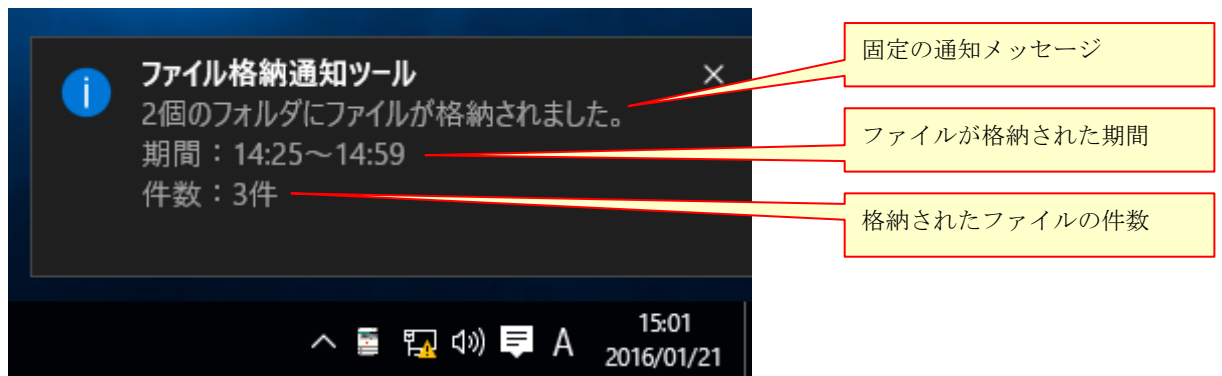 ファイル格納通知ツール
2個のフォルダにファイルが格納されました。
期間：14:25～14:59
件数：3件
固定の通知メッセージ
ファイルが格納された期間
格納されたファイルの件数
A
15:01
2016/01/21